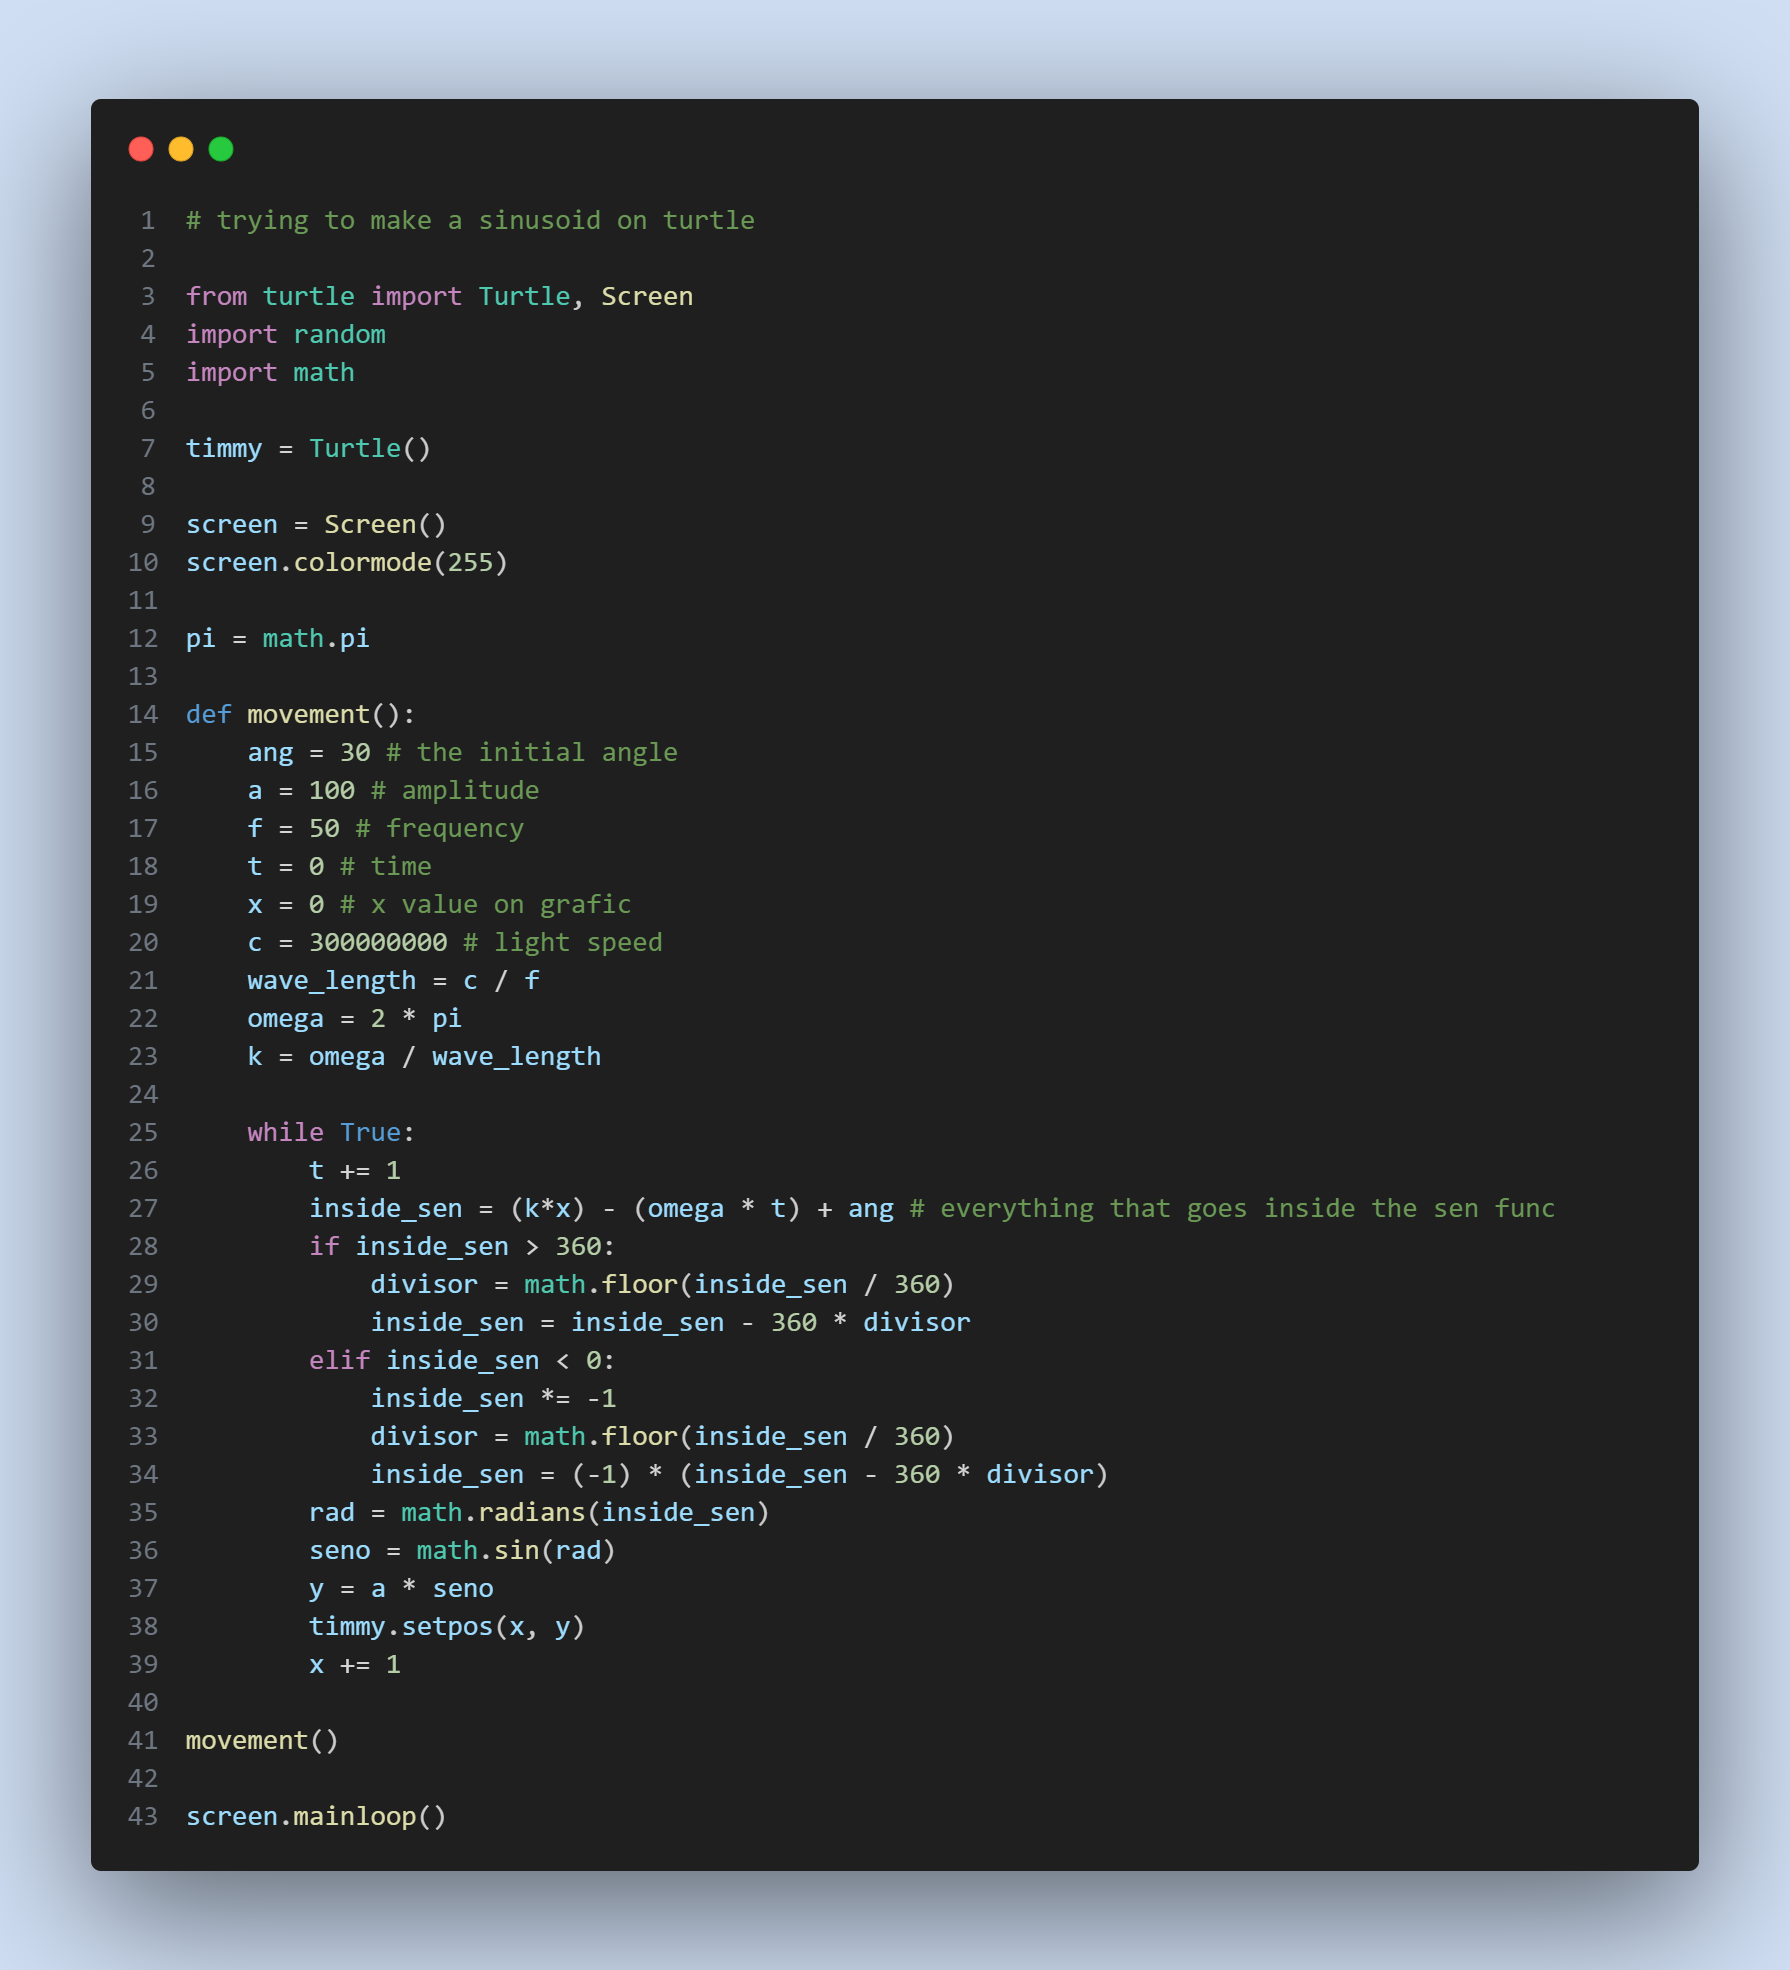 1 # trying to make a sinusoid on turtle
2
3 from turtle import Turtle, Screen
4 import random
5 import math
6
7 timmy = Turtle()
8
9 screen = Screen()
10 screen.colormode(255)
11
12 pi = math.pi
13
14 def movement():
15     ang = 30 # the initial angle
16     a = 100 # amplitude
17     f = 50 # frequency
18     t = 0 # time
19     x = 0 # x value on grafic
20     c = 300000000 # light speed
21     wave_length = c / f
22     omega = 2 * pi
23     k = omega / wave_length
24
25     while True:
26         t += 1
27         inside_sen = (k*x) - (omega * t) + ang # everything that goes inside the sen func
28         if inside_sen > 360:
29             divisor = math.floor(inside_sen / 360)
30             inside_sen = inside_sen - 360 * divisor
31         elif inside_sen < 0:
32             inside_sen *= -1
33             divisor = math.floor(inside_sen / 360)
34             inside_sen = (-1) * (inside_sen - 360 * divisor)
35         rad = math.radians(inside_sen)
36         seno = math.sin(rad)
37         y = a * seno
38         timmy.setpos(x, y)
39         x += 1
40
41 movement()
42
43 screen.mainloop()